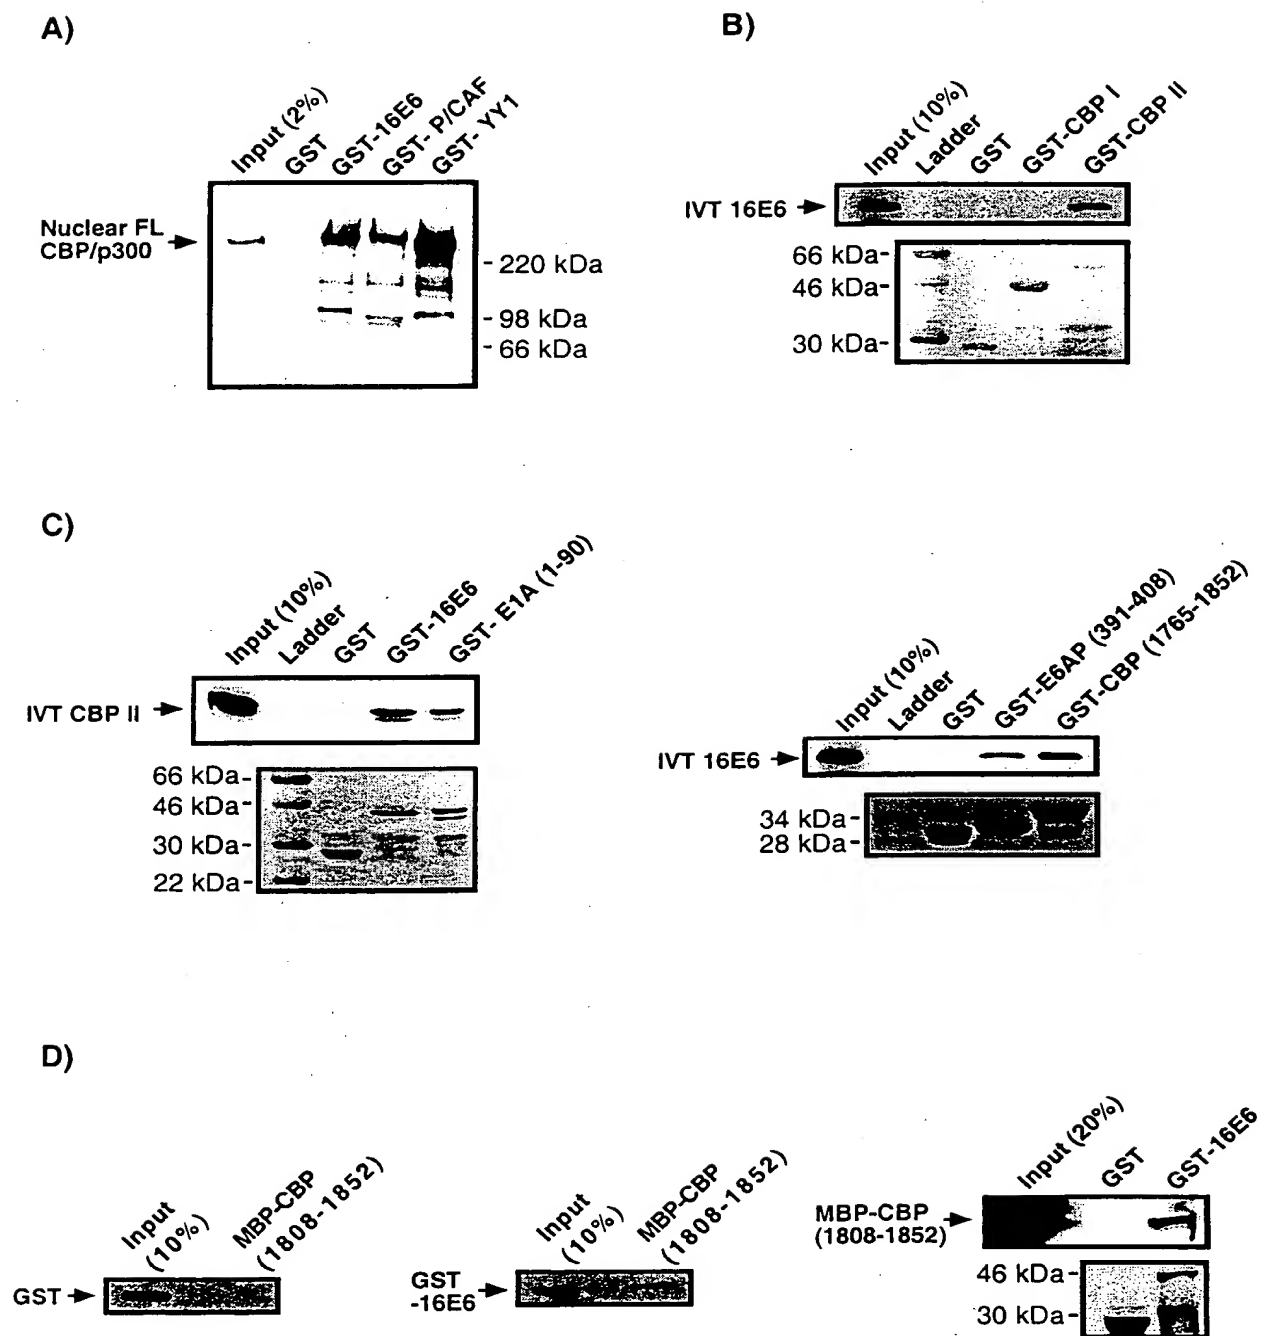 A)
Input (2%)
GST
GST-16E6
GST- P/CAF
GST- YY1
Nuclear FL
CBP/p300
220 kDa
98 kDa
66 kDa
B)
Input (10%)
Ladder
GST
GST-CBP I
GST-CBP II
IVT 16E6
66 kDa-
46 kDa-
30 kDa-
C)
Input (10%)
Ladder
GST
GST-16E6
GST- E1A (1-90)
IVT CBP II
66 kDa-
46 kDa-
30 kDa-
22 kDa-
Input (10%)
Ladder
GST
GST-E6AP (391-408)
GST-CBP (1765-1852)
IVT 16E6
34 kDa-
28 kDa-
D)
Input
(10%)
MBP-CBP
(1808-1852)
GST
Input
(10%)
MBP-CBP
(1808-1852)
GST
-16E6
Input (20%)
GST
GST-16E6
MBP-CBP
(1808-1852)
46 kDa-
30 kDa-